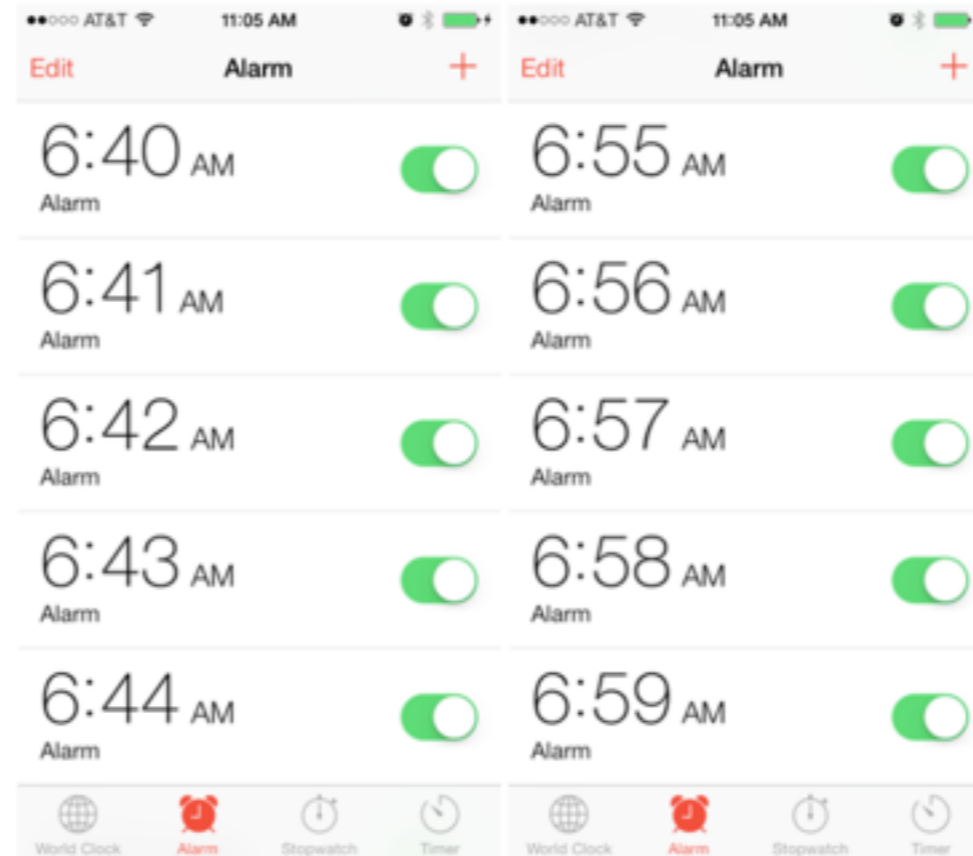 AT&T 11:05 AM
Edit Alarm +
6:40 AM
Alarm
6:41 AM
Alarm
6:42 AM
Alarm
6:43 AM
Alarm
6:44 AM
Alarm
World Clock Alarm Stopwatch Timer
AT&T 11:05 AM
Edit Alarm +
6:55 AM
Alarm
6:56 AM
Alarm
6:57 AM
Alarm
6:58 AM
Alarm
6:59 AM
Alarm
World Clock Alarm Stopwatch Timer